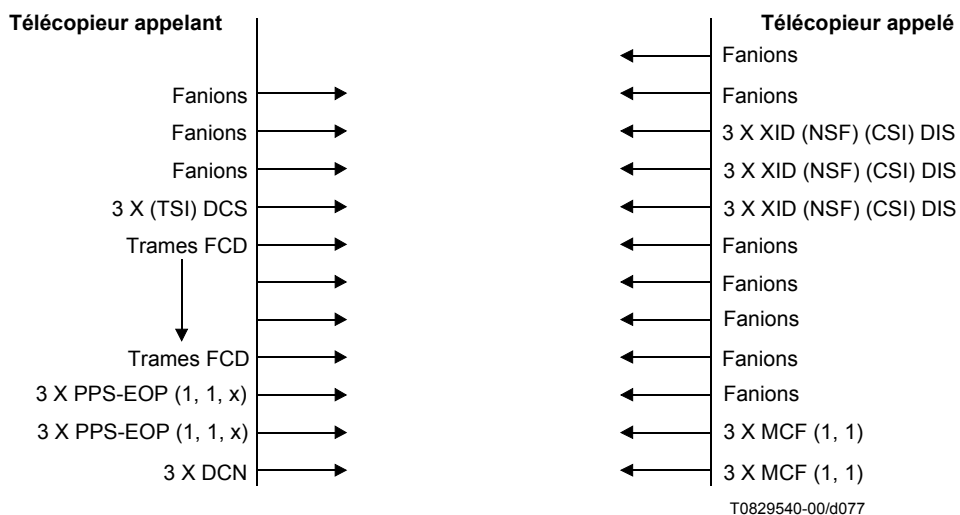 Télécopieur appelant Télécopieur appelé
Fanions
Fanions Fanions
Fanions 3 X XID (NSF) (CSI) DIS
Fanions 3 X XID (NSF) (CSI) DIS
3 X (TSI) DCS 3 X XID (NSF) (CSI) DIS
Trames FCD Fanions
Fanions
Fanions
Trames FCD Fanions
3 X PPS-EOP (1, 1, x) Fanions
3 X PPS-EOP (1, 1, x) 3 X MCF (1, 1)
3 X DCN 3 X MCF (1, 1)
T0829540-00/d077